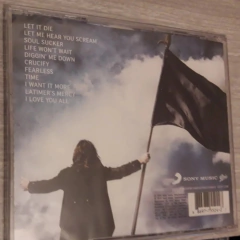 LET IT DIE
LET ME HEAR YOU SCREAM
SOUL SUCKER
LIFE WON'T WAIT
DIGGIN' ME DOWN
CRUCIFY
FEARLESS
TIME
I WANT IT MORE
LATIMER'S MERCY
I LOVE YOU ALL
SONY MUSIC